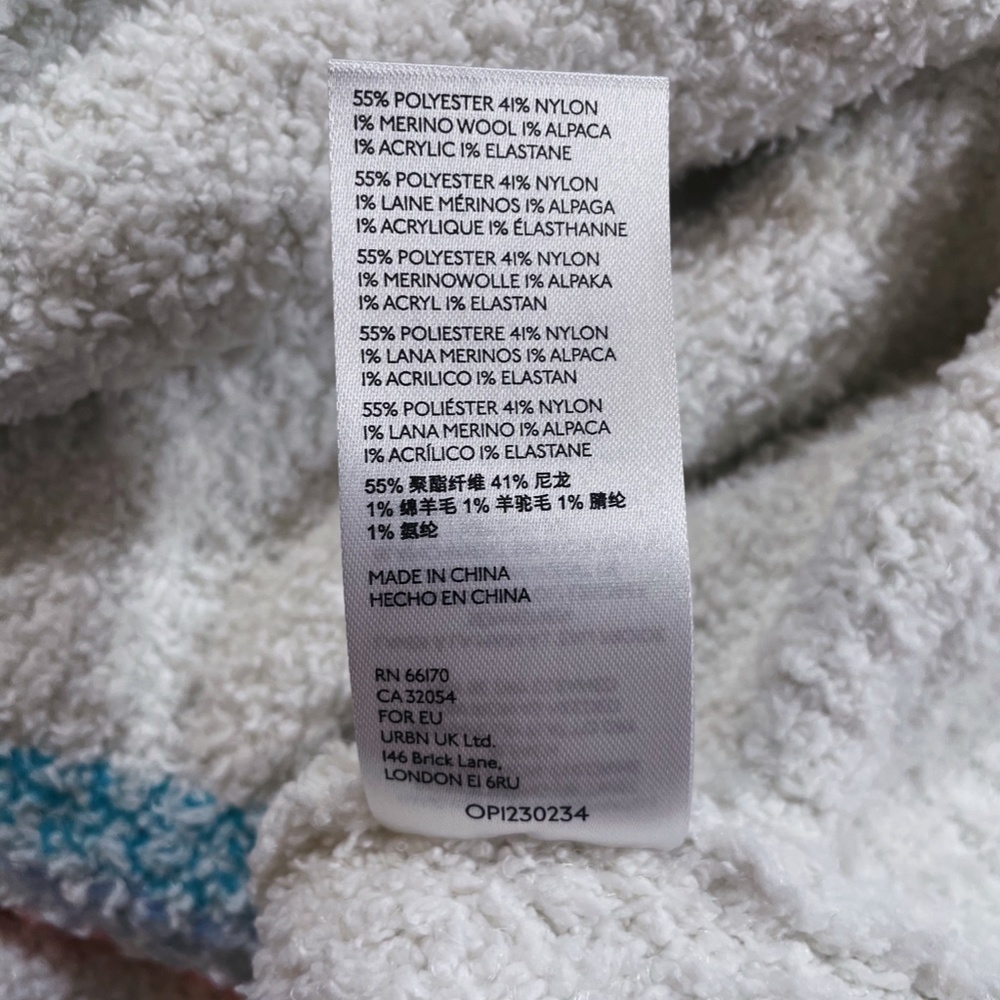 55% POLYESTER 41% NYLON
1% MERINO WOOL 1% ALPACA
1% ACRYLIC 1% ELASTANE
55% POLYESTER 41% NYLON
1% LAINE MÉRINOS 1% ALPAGA
1% ACRYLIQUE 1% ÉLASTHANNE
55% POLYESTER 41% NYLON
1% MERINOWOLLE 1% ALPAKA
1% ACRYL 1% ELASTAN
55% POLIESTERE 41% NYLON
1% LANA MERINOS 1% ALPACA
1% ACRILICO 1% ELASTAN
55% POLIÉSTER 41% NYLON
1% LANA MERINO 1% ALPACA
1% ACRÍLICO 1% ELASTANE
55% 聚酯纤维 41% 尼龙
1% 绵羊毛 1% 羊驼毛 1% 腈纶
1% 氨纶
MADE IN CHINA
HECHO EN CHINA
RN 66170
CA 32054
FOR EU
URBN UK Ltd.
146 Brick Lane,
LONDON E1 6RU
OP1230234